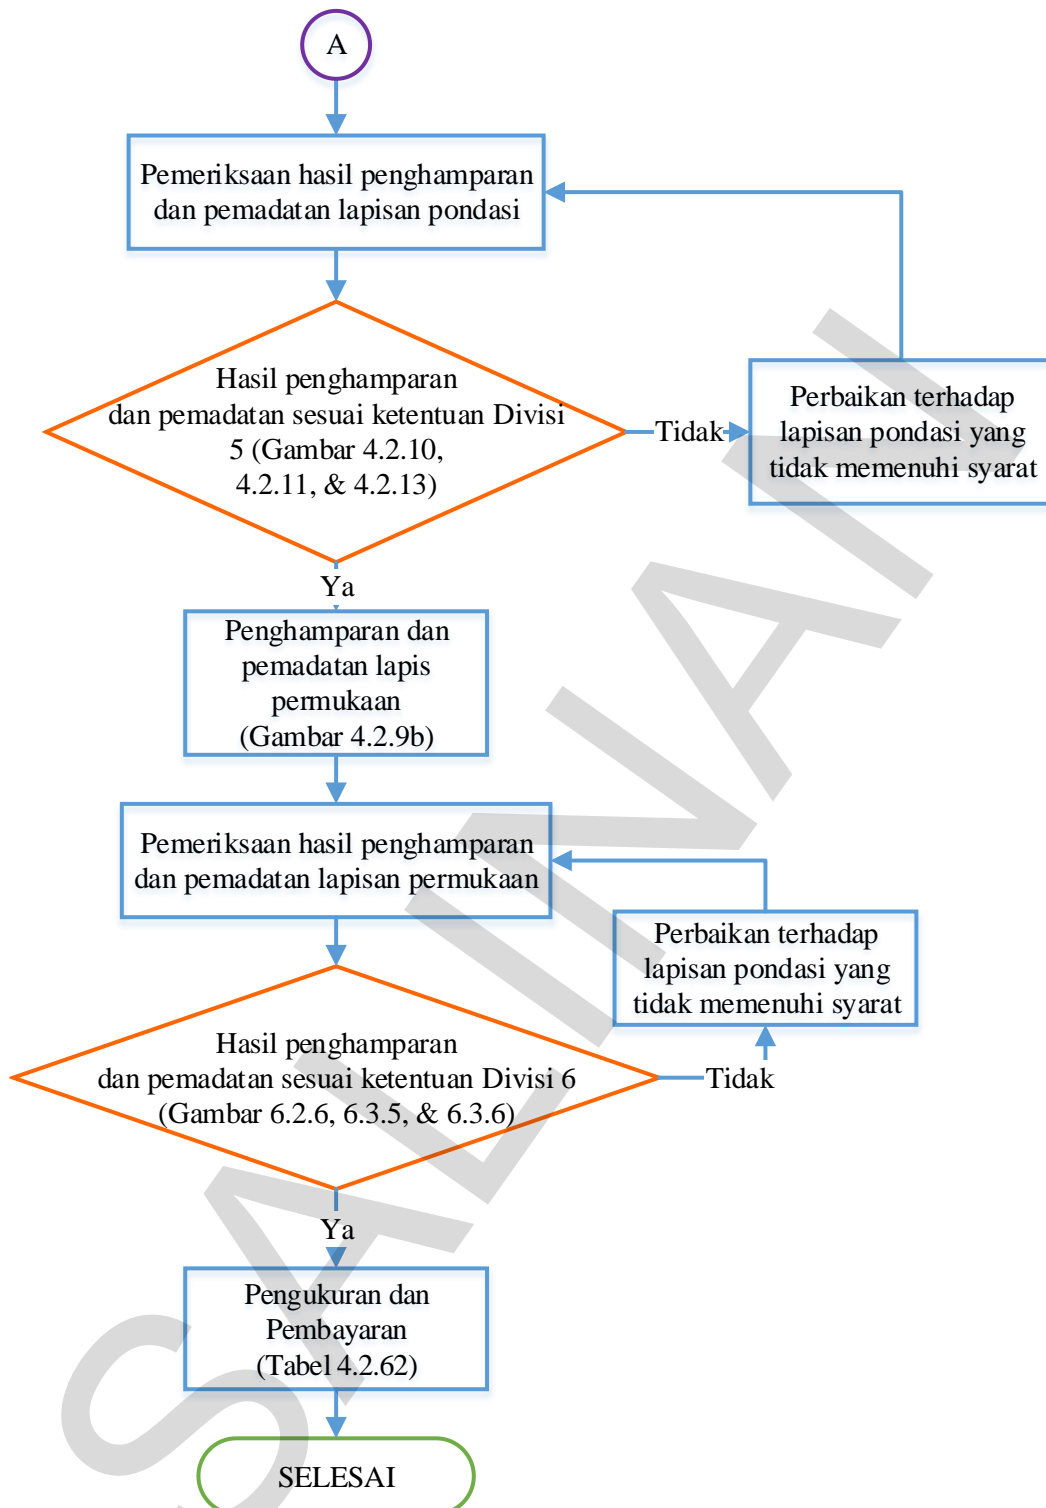 A
Pemeriksaan hasil penghamparan
dan pemadatan lapisan pondasi
Hasil penghamparan
dan pemadatan sesuai ketentuan Divisi
5 (Gambar 4.2.10,
4.2.11, & 4.2.13)
Tidak
Perbaikan terhadap
lapisan pondasi yang
tidak memenuhi syarat
Ya
Penghamparan dan
pemadatan lapis
permukaan
(Gambar 4.2.9b)
Pemeriksaan hasil penghamparan
dan pemadatan lapisan permukaan
Perbaikan terhadap
lapisan pondasi yang
tidak memenuhi syarat
Hasil penghamparan
dan pemadatan sesuai ketentuan Divisi 6
(Gambar 6.2.6, 6.3.5, & 6.3.6)
Tidak
Ya
Pengukuran dan
Pembayaran
(Tabel 4.2.62)
SELESAI
SALINAN